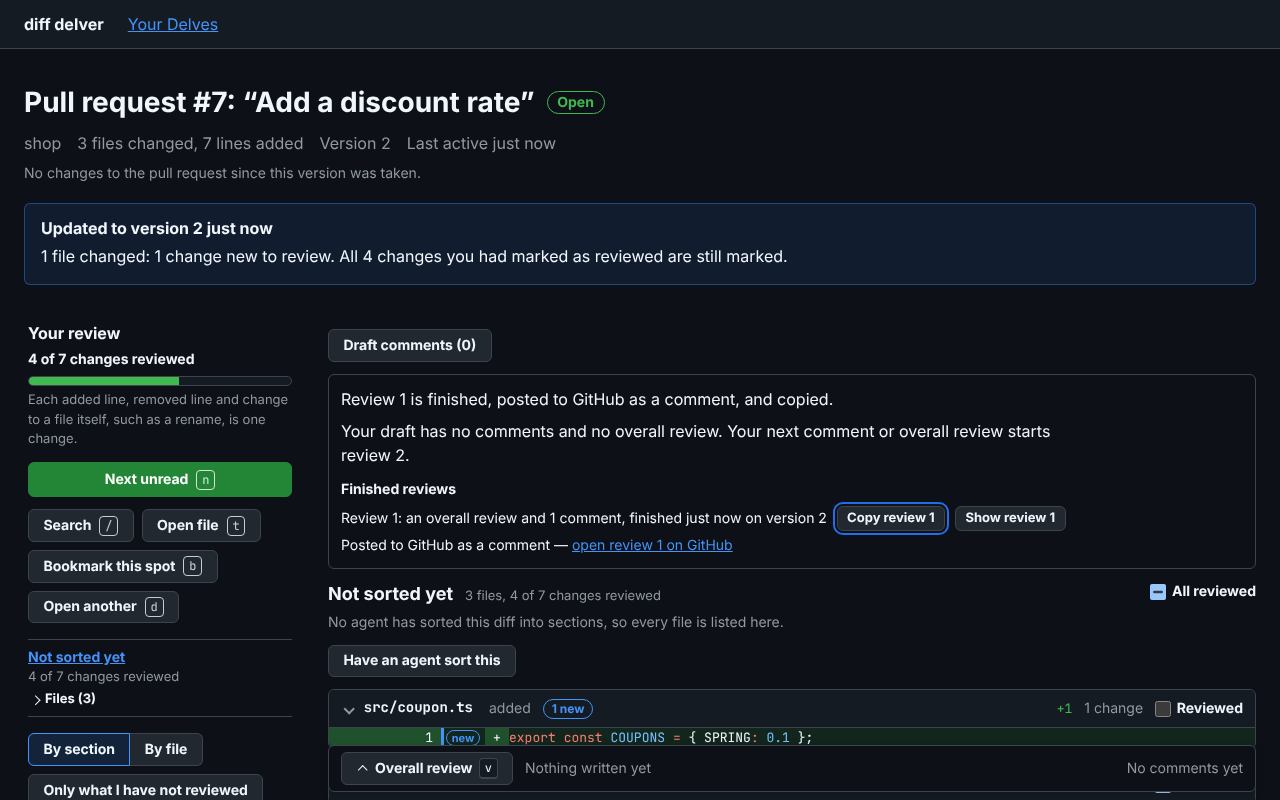 diff delver Your Delves
Pull request #7: “Add a discount rate” Open
shop 3 files changed, 7 lines added Version 2 Last active just now
No changes to the pull request since this version was taken.
Updated to version 2 just now
1 file changed: 1 change new to review. All 4 changes you had marked as reviewed are still marked.
Your review
4 of 7 changes reviewed
Each added line, removed line and change
to a file itself, such as a rename, is one
change.
Next unread n
Search / Open file t
Bookmark this spot b
Open another d
Not sorted yet
4 of 7 changes reviewed
Files (3)
By section By file
Only what I have not reviewed
Draft comments (0)
Review 1 is finished, posted to GitHub as a comment, and copied.
Your draft has no comments and no overall review. Your next comment or overall review starts
review 2.
Finished reviews
Review 1: an overall review and 1 comment, finished just now on version 2 Copy review 1 Show review 1
Posted to GitHub as a comment — open review 1 on GitHub
Not sorted yet 3 files, 4 of 7 changes reviewed All reviewed
No agent has sorted this diff into sections, so every file is listed here.
Have an agent sort this
src/coupon.ts added 1 new +1 1 change Reviewed
1 new + export const COUPONS = { SPRING: 0.1 };
Overall review v Nothing written yet No comments yet